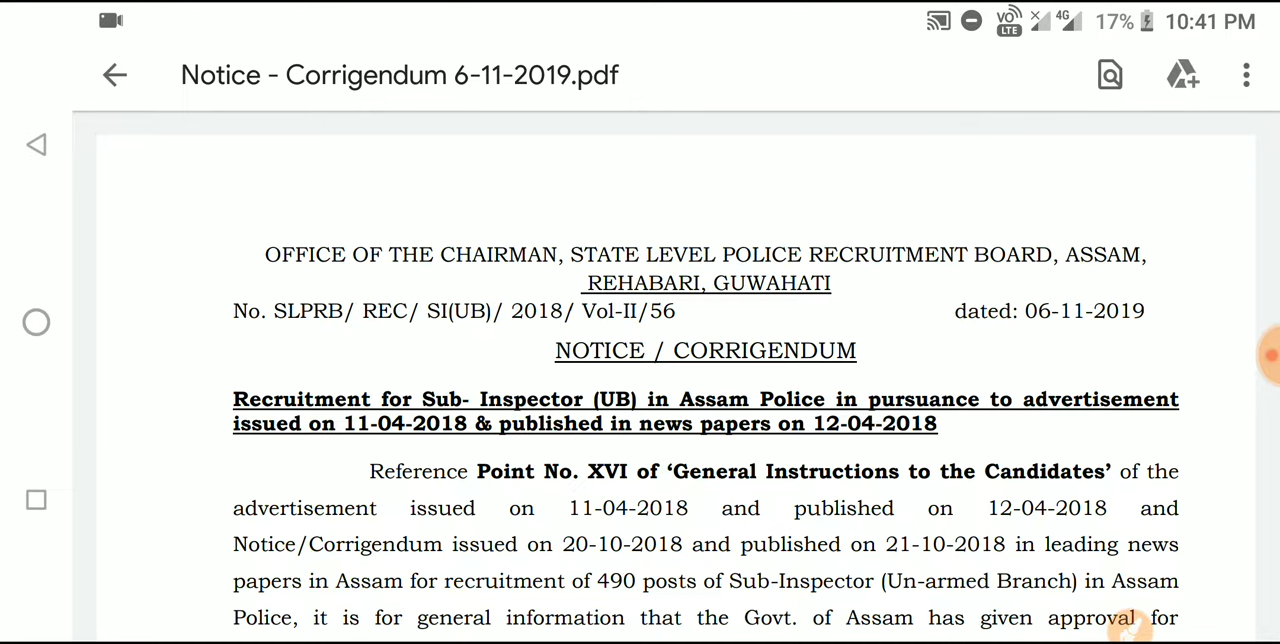 VO LTE 4G 17% 10:41 PM
Notice - Corrigendum 6-11-2019.pdf
OFFICE OF THE CHAIRMAN, STATE LEVEL POLICE RECRUITMENT BOARD, ASSAM,
REHABARI, GUWAHATI
No. SLPRB/ REC/ SI(UB)/ 2018/ Vol-II/56 dated: 06-11-2019
NOTICE / CORRIGENDUM
Recruitment for Sub- Inspector (UB) in Assam Police in pursuance to advertisement
issued on 11-04-2018 & published in news papers on 12-04-2018
Reference Point No. XVI of ‘General Instructions to the Candidates’ of the
advertisement issued on 11-04-2018 and published on 12-04-2018 and
Notice/Corrigendum issued on 20-10-2018 and published on 21-10-2018 in leading news
papers in Assam for recruitment of 490 posts of Sub-Inspector (Un-armed Branch) in Assam
Police, it is for general information that the Govt. of Assam has given approval for